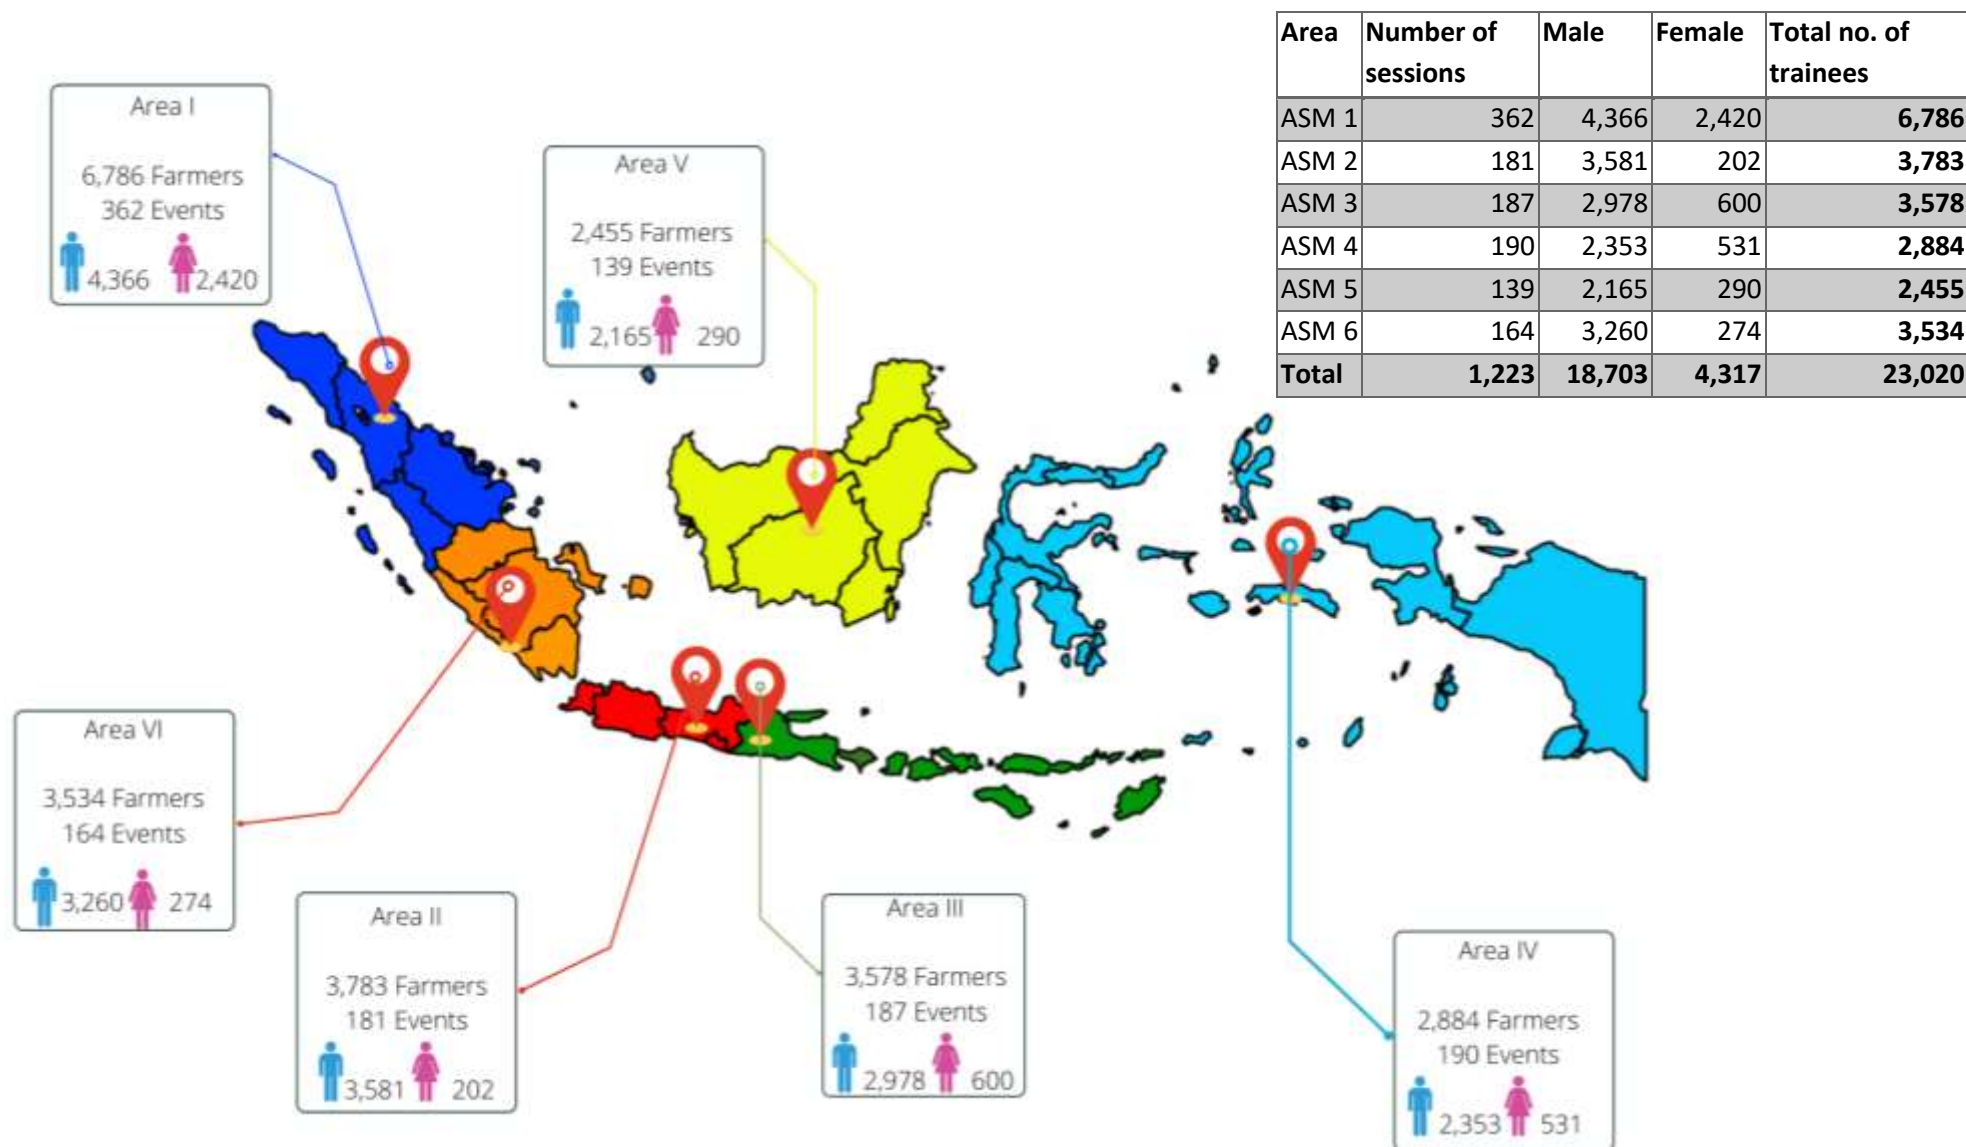 Area Number of sessions Male Female Total no. of trainees
ASM 1 362 4,366 2,420 6,786
ASM 2 181 3,581 202 3,783
ASM 3 187 2,978 600 3,578
ASM 4 190 2,353 531 2,884
ASM 5 139 2,165 290 2,455
ASM 6 164 3,260 274 3,534
Total 1,223 18,703 4,317 23,020
Area I
6,786 Farmers
362 Events
4,366 2,420
Area V
2,455 Farmers
139 Events
2,165 290
Area VI
3,534 Farmers
164 Events
3,260 274
Area II
3,783 Farmers
181 Events
3,581 202
Area III
3,578 Farmers
187 Events
2,978 600
Area IV
2,884 Farmers
190 Events
2,353 531